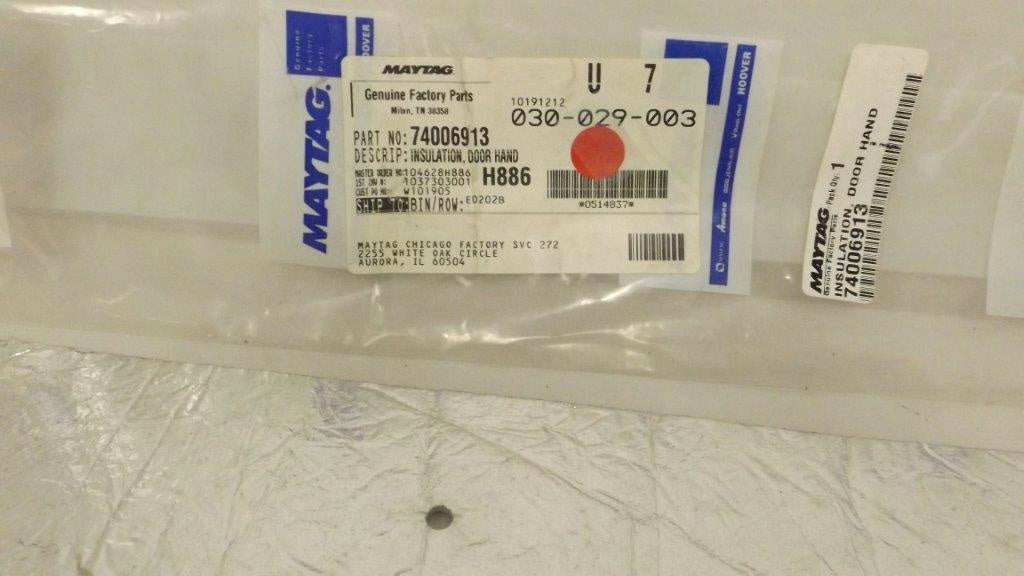 MAYTAG
Genuine
Factory
Parts
HOOVER
MAYTAG
Genuine Factory Parts
Milan, TN 38358
U 7
10191212
030-029-003
PART NO: 74006913
DESCRIP: INSULATION, DOOR HAND
MASTER ORDER NO: 104628H886
1ST INV #: 1037303001 H886
CUST PO NO: W101905
SHIP TO: BIN/ROW: E0202B
*0514837*
MAYTAG CHICAGO FACTORY SVC 272
2255 WHITE OAK CIRCLE
AURORA, IL 60504
MAYTAG
HOOVER
Amana
MAYTAG
Genuine Factory Parts Pack Qty: 1
INSULATION, DOOR HAND
74006913